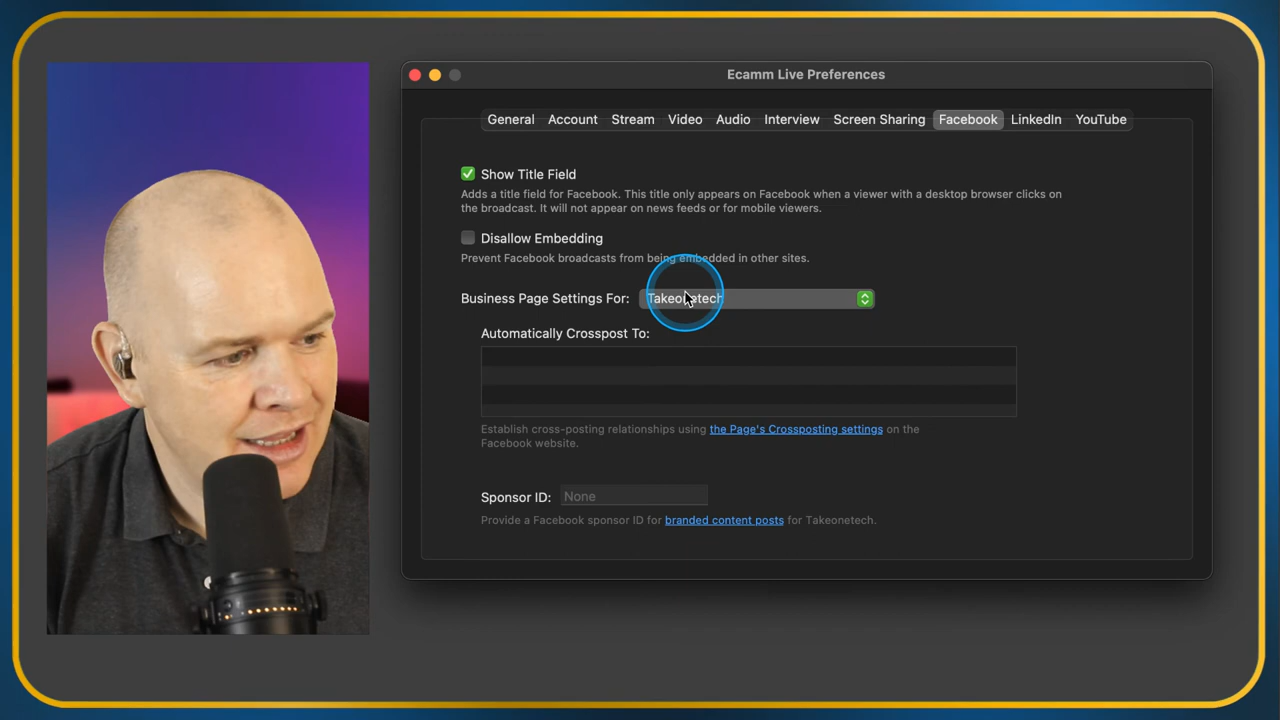 Ecamm Live Preferences
General Account Stream Video Audio Interview Screen Sharing Facebook LinkedIn YouTube
Show Title Field
Adds a title field for Facebook. This title only appears on Facebook when a viewer with a desktop browser clicks on
the broadcast. It will not appear on news feeds or for mobile viewers.
Disallow Embedding
Prevent Facebook broadcasts from being embedded in other sites.
Business Page Settings For: Takeonetech
Automatically Crosspost To:
Establish cross-posting relationships using the Page's Crossposting settings on the
Facebook website.
Sponsor ID: None
Provide a Facebook sponsor ID for branded content posts for Takeonetech.